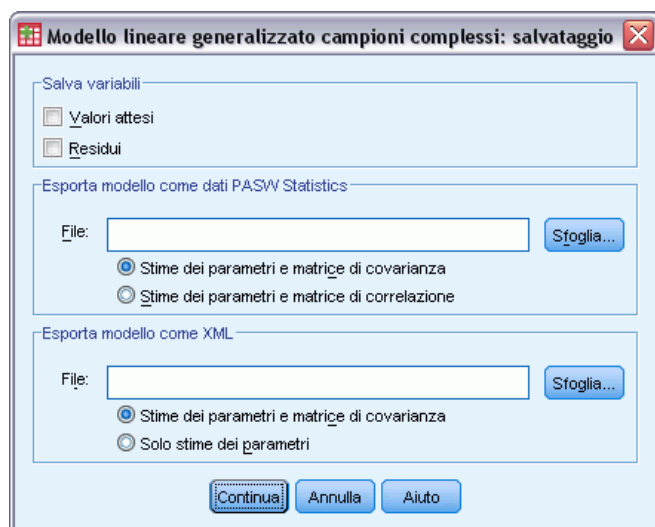 Modello lineare generalizzato campioni complessi: salvataggio
Salva variabili
Valori attesi
Residui
Esporta modello come dati PASW Statistics
File:
Sfoglia...
Stime dei parametri e matrice di covarianza
Stime dei parametri e matrice di correlazione
Esporta modello come XML
File:
Sfoglia...
Stime dei parametri e matrice di covarianza
Solo stime dei parametri
Continua
Annulla
Aiuto